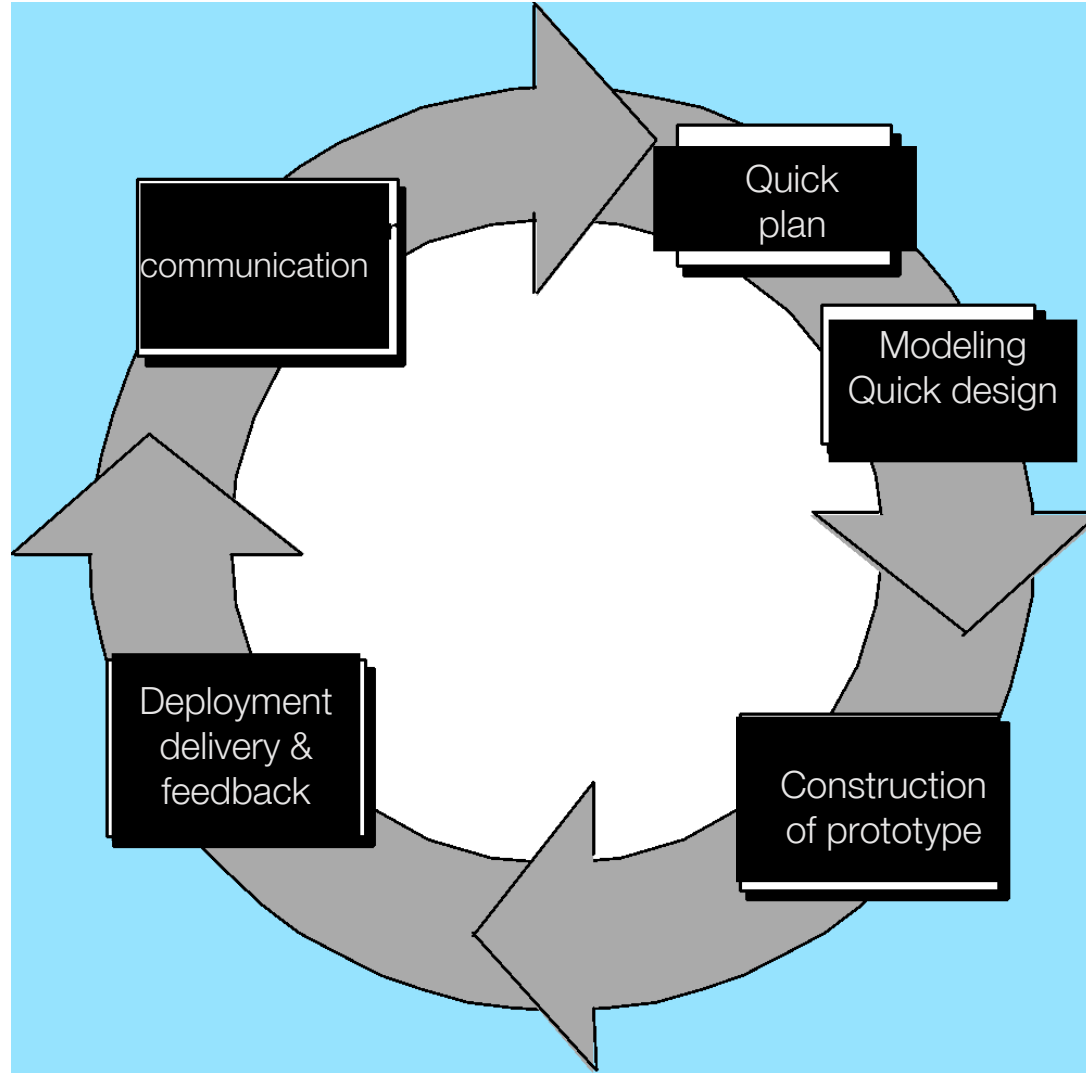 Quick
plan
communication
Modeling
Quick design
Deployment
delivery &
feedback
Construction
of prototype